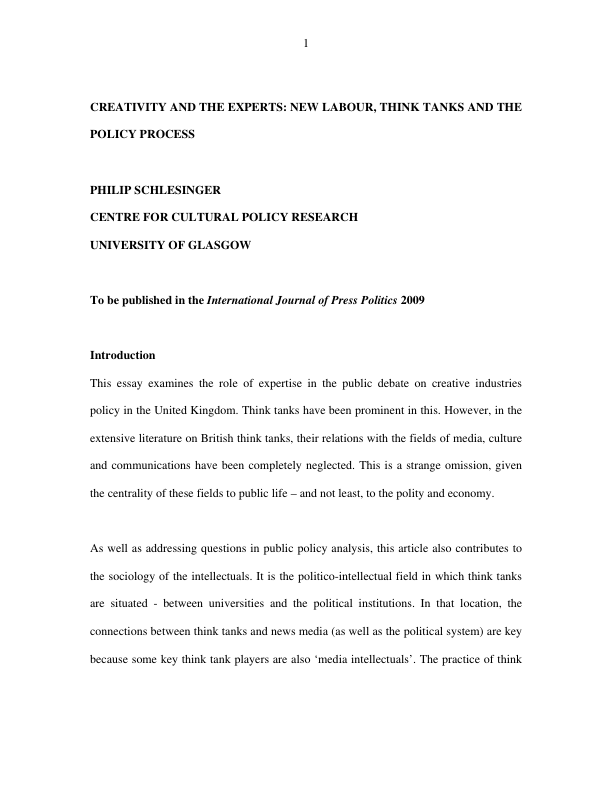 1
CREATIVITY AND THE EXPERTS: NEW LABOUR, THINK TANKS AND THE
POLICY PROCESS
PHILIP SCHLESINGER
CENTRE FOR CULTURAL POLICY RESEARCH
UNIVERSITY OF GLASGOW
To be published in the International Journal of Press Politics 2009
Introduction
This essay examines the role of expertise in the public debate on creative industries
policy in the United Kingdom. Think tanks have been prominent in this. However, in the
extensive literature on British think tanks, their relations with the fields of media, culture
and communications have been completely neglected. This is a strange omission, given
the centrality of these fields to public life – and not least, to the polity and economy.
As well as addressing questions in public policy analysis, this article also contributes to
the sociology of the intellectuals. It is the politico-intellectual field in which think tanks
are situated - between universities and the political institutions. In that location, the
connections between think tanks and news media (as well as the political system) are key
because some key think tank players are also ‘media intellectuals’. The practice of think